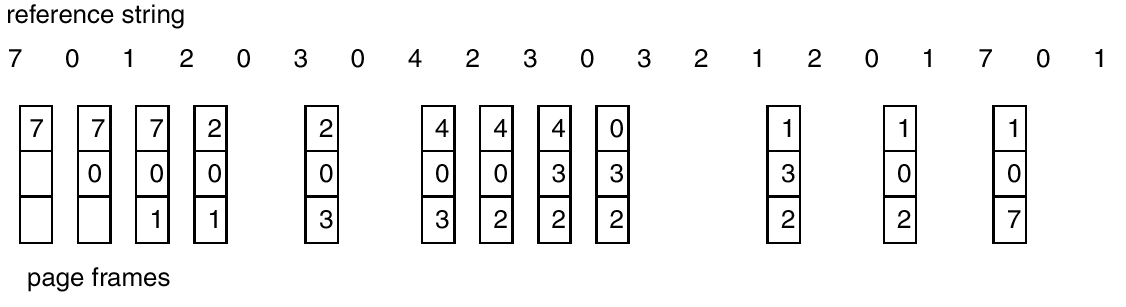 reference string
7 0 1 2 0 3 0 4 2 3 0 3 2 1 2 0 1 7 0 1
7 7 7 2 2 4 4 4 0 1 1 1
0 0 0 0 0 0 3 3 3 0 0
1 1 3 3 2 2 2 2 2 7
page frames